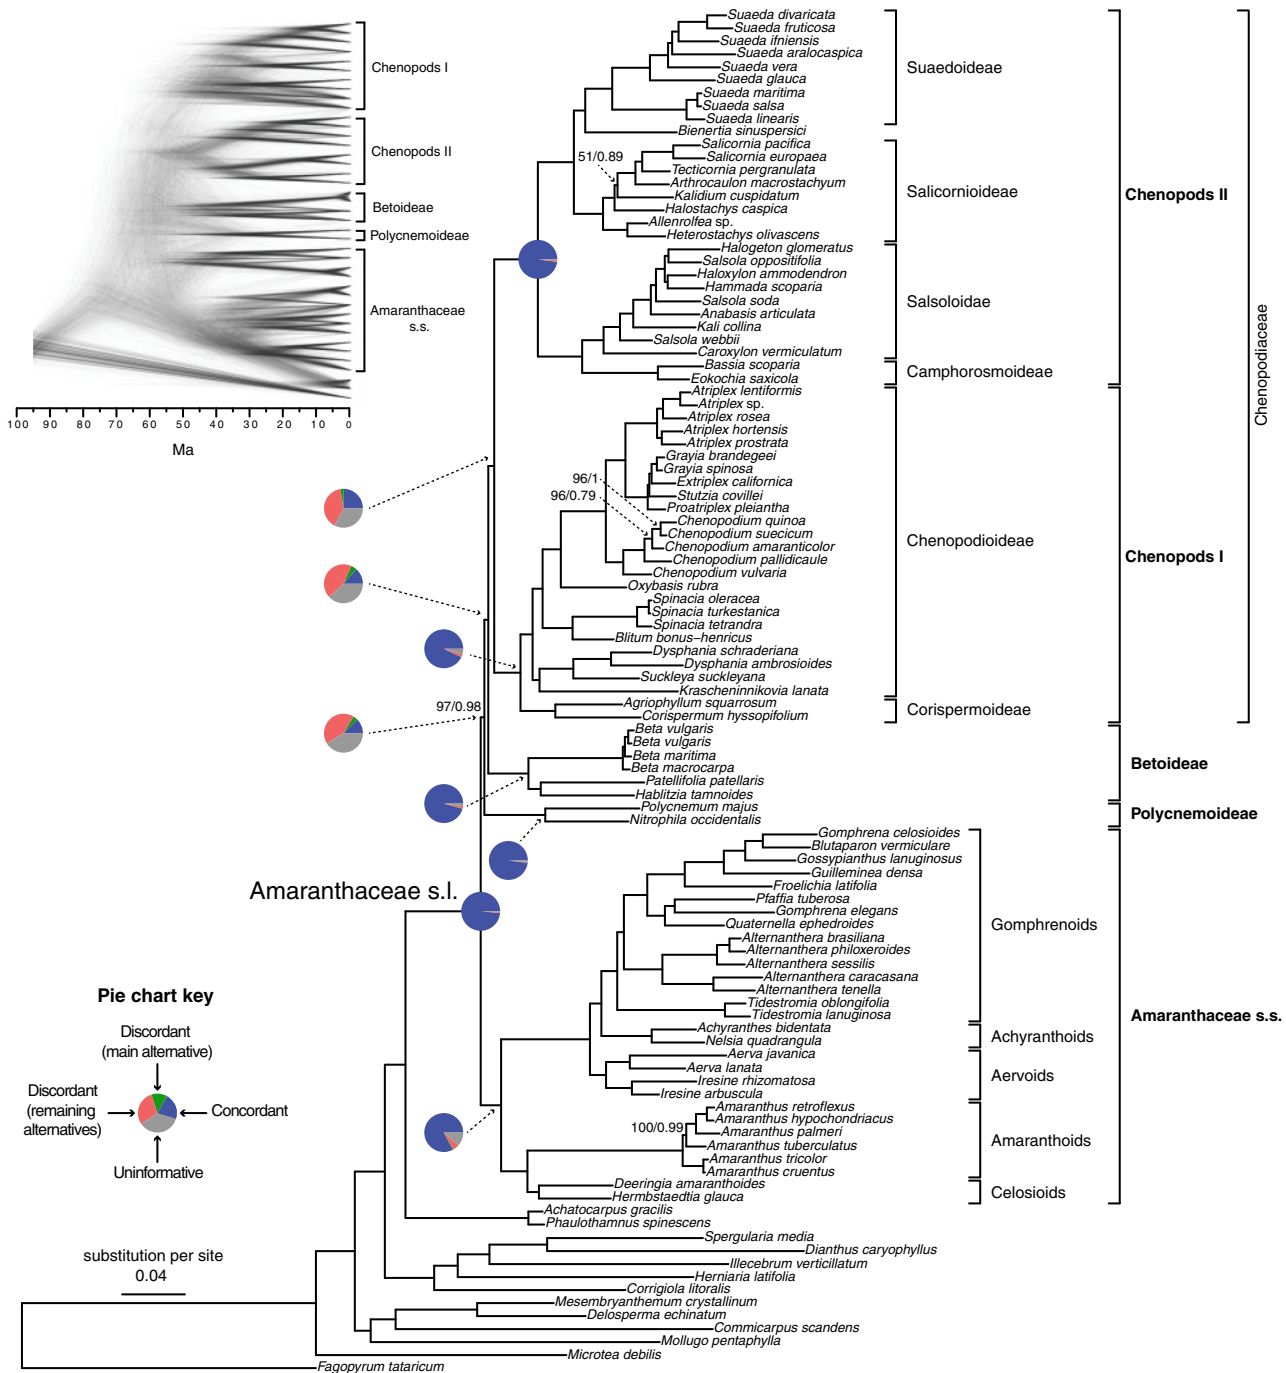 Chenopods I
Chenopods II
Betoideae
Polycnemoideae
Amaranthaceae
s.s.
100 90 80 70 60 50 40 30 20 10 0
Ma
Suaeda divaricata
Suaeda fruticosa
Suaeda ifniensis
Suaeda aralocaspica
Suaeda vera
Suaeda glauca
Suaeda maritima
Suaeda salsa
Suaeda linearis
Bienertia sinuspersici
Salicornia pacifica
Salicornia europaea
Tecticornia pergranulata
Arthrocaulon macrostachyum
Kalidium cuspidatum
Halostachys caspica
Allenrolfea sp.
Heterostachys olivascens
Halogeton glomeratus
Salsola oppositifolia
Haloxylon ammodendron
Hammada scoparia
Salsola soda
Anabasis articulata
Kali collina
Salsola webbii
Caroxylon vermiculatum
Bassia scoparia
Eokochia saxicola
Atriplex lentiformis
Atriplex sp.
Atriplex rosea
Atriplex hortensis
Atriplex prostrata
Grayia brandegeei
Grayia spinosa
Extriplex californica
Stutzia covillei
Proatriplex pleiantha
Chenopodium quinoa
Chenopodium suecicum
Chenopodium amaranticolor
Chenopodium pallidicaule
Chenopodium vulvaria
Oxybasis rubra
Spinacia oleracea
Spinacia turkestanica
Spinacia tetrandra
Blitum bonus−henricus
Dysphania schraderiana
Dysphania ambrosioides
Suckleya suckleyana
Krascheninnikovia lanata
Agriophyllum squarrosum
Corispermum hyssopifolium
Beta vulgaris
Beta vulgaris
Beta maritima
Beta macrocarpa
Patellifolia patellaris
Hablitzia tamnoides
Polycnemum majus
Nitrophila occidentalis
Gomphrena celosioides
Blutaparon vermiculare
Gossypianthus lanuginosus
Guilleminea densa
Froelichia latifolia
Pfaffia tuberosa
Gomphrena elegans
Quaternella ephedroides
Alternanthera brasiliana
Alternanthera philoxeroides
Alternanthera sessilis
Alternanthera caracasana
Alternanthera tenella
Tidestromia oblongifolia
Tidestromia lanuginosa
Achyranthes bidentata
Nelsia quadrangula
Aerva javanica
Aerva lanata
Iresine rhizomatosa
Iresine arbuscula
Amaranthus retroflexus
Amaranthus hypochondriacus
Amaranthus palmeri
Amaranthus tuberculatus
Amaranthus tricolor
Amaranthus cruentus
Deeringia amaranthoides
Hermbstaedtia glauca
Achatocarpus gracilis
Phaulothamnus spinescens
Spergularia media
Dianthus caryophyllus
Illecebrum verticillatum
Herniaria latifolia
Corrigiola litoralis
Mesembryanthemum crystallinum
Delosperma echinatum
Commicarpus scandens
Mollugo pentaphylla
Microtea debilis
Fagopyrum tataricum
51/0.89
96/1
96/0.79
97/0.98
100/0.99
Amaranthaceae s.l.
Suaedoideae
Salicornioideae
Salsoloidae
Camphorosmoideae
Chenopodioideae
Corispermoideae
Gomphrenoids
Achyranthoids
Aervoids
Amaranthoids
Celosioids
Chenopods II
Chenopods I
Betoideae
Polycnemoideae
Amaranthaceae s.s.
Chenopodiaceae
Pie chart key
Discordant
(main alternative)
Discordant
(remaining
alternatives)
Concordant
Uninformative
substitution per site
0.04